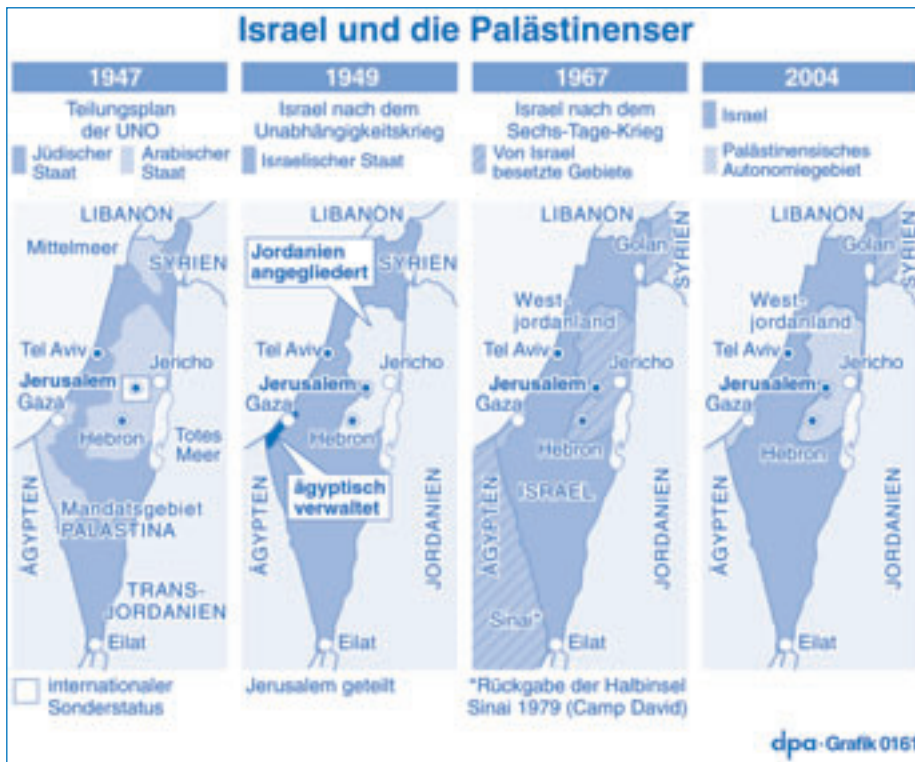 Israel und die Palästinenser
1947
Teilungsplan
der UNO
Jüdischer
Staat
Arabischer
Staat
LIBANON
Mittelmeer
SYRIEN
Tel Aviv
Jericho
Jerusalem
Gaza
Hebron
Totes
Meer
ÄGYPTEN
Mandatsgebiet
PALÄSTINA
TRANS-
JORDANIEN
Eilat
internationaler
Sonderstatus
1949
Israel nach dem
Unabhängigkeitskrieg
Israelischer Staat
LIBANON
Jordanien
angegliedert
SYRIEN
Tel Aviv
Jericho
Jerusalem
Gaza
Hebron
ägyptisch
verwaltet
ÄGYPTEN
JORDANIEN
Eilat
Jerusalem geteilt
1967
Israel nach dem
Sechs-Tage-Krieg
Von Israel
besetzte Gebiete
LIBANON
Golan
SYRIEN
West-
jordanland
Tel Aviv
Jericho
Jerusalem
Gaza
Hebron
ISRAEL
ÄGYPTEN
JORDANIEN
Sinai*
Eilat
*Rückgabe der Halbinsel
Sinai 1979 (Camp David)
2004
Israel
Palästinensisches
Autonomiegebiet
LIBANON
Golan
SYRIEN
West-
jordanland
Tel Aviv
Jericho
Jerusalem
Gaza
Hebron
ÄGYPTEN
JORDANIEN
Eilat
dpa·Grafik 0161